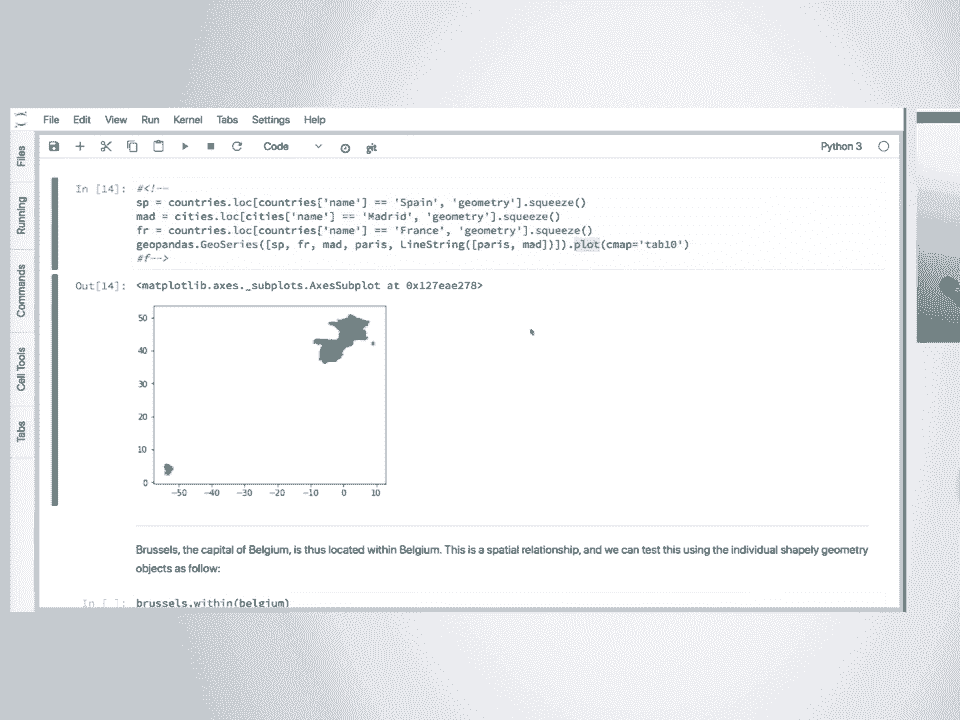 File Edit View Run Kernel Tabs Settings Help
Code
git
Python 3
Files
Running
Commands
Cell Tools
Tabs
In [14]:
#<!--
sp = countries.loc[countries['name'] == 'Spain', 'geometry'].squeeze()
mad = cities.loc[cities['name'] == 'Madrid', 'geometry'].squeeze()
fr = countries.loc[countries['name'] == 'France', 'geometry'].squeeze()
geopandas.GeoSeries([sp, fr, mad, paris, LineString([paris, mad])]).plot(cmap='tab10')
#f-->
Out[14]: <matplotlib.axes._subplots.AxesSubplot at 0x127eae278>
50
40
30
20
10
0
−50 −40 −30 −20 −10 0 10
Brussels, the capital of Belgium, is thus located within Belgium. This is a spatial relationship, and we can test this using the individual shapely geometry
objects as follow:
In [ ]: brussels.within(belgium)